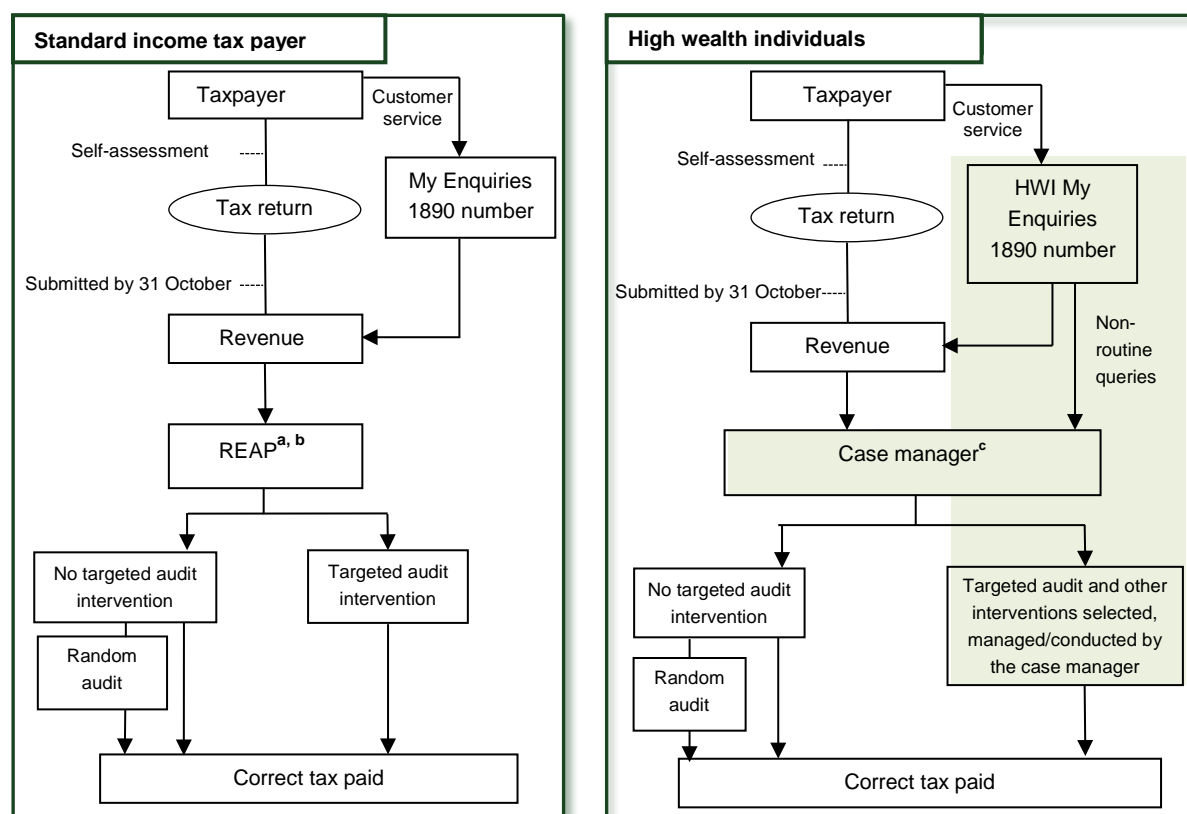 Standard income tax payer
Taxpayer
Customer
service
Self-assessment
My Enquiries
1890 number
Tax return
Submitted by 31 October
Revenue
REAPa, b
No targeted audit
intervention
Targeted audit
intervention
Random
audit
Correct tax paid
High wealth individuals
Taxpayer
Customer
service
Self-assessment
HWI My
Enquiries
1890 number
Tax return
Submitted by 31 October
Revenue
Non-
routine
queries
Case managerc
No targeted audit
intervention
Targeted audit and other
interventions selected,
managed/conducted by
the case manager
Random
audit
Correct tax paid